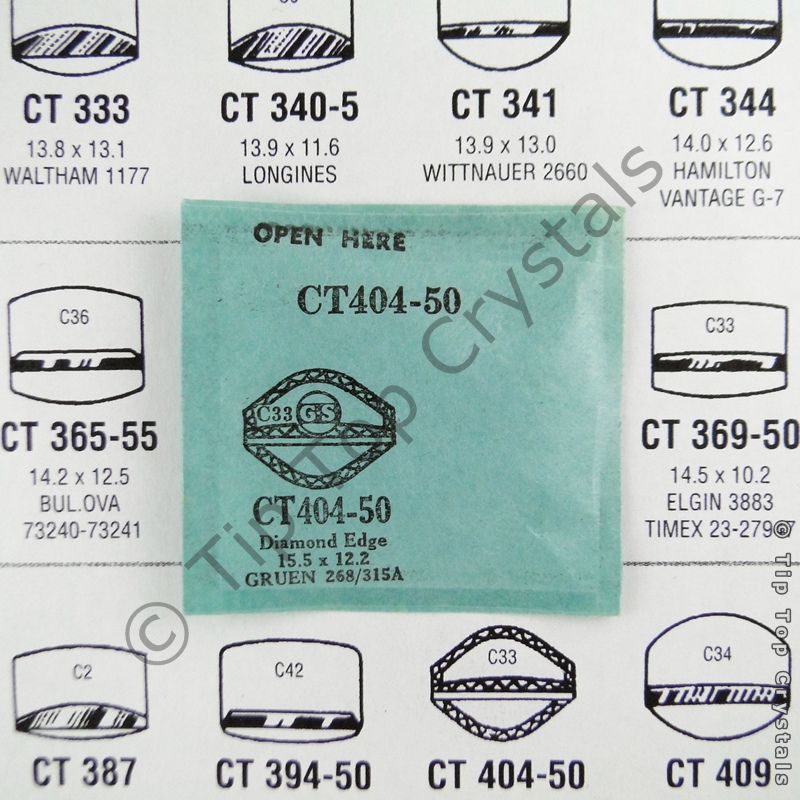 CT 333
13.8 x 13.1
WALTHAM 1177
CT 340-5
13.9 x 11.6
LONGINES
CT 341
13.9 x 13.0
WITTNAUER 2660
CT 344
14.0 x 12.6
HAMILTON
VANTAGE G-7
OPEN HERE
CT404-50
C33 GS
CT404-50
Diamond Edge
15.5 x 12.2
GRUEN 268/315A
C36
CT 365-55
14.2 x 12.5
BULOVA
73240-73241
C33
CT 369-50
14.5 x 10.2
ELGIN 3883
TIMEX 23-279
C2
CT 387
C42
CT 394-50
C33
CT 404-50
C34
CT 409
© Tip Top Crystals
© Tip Top Crystals